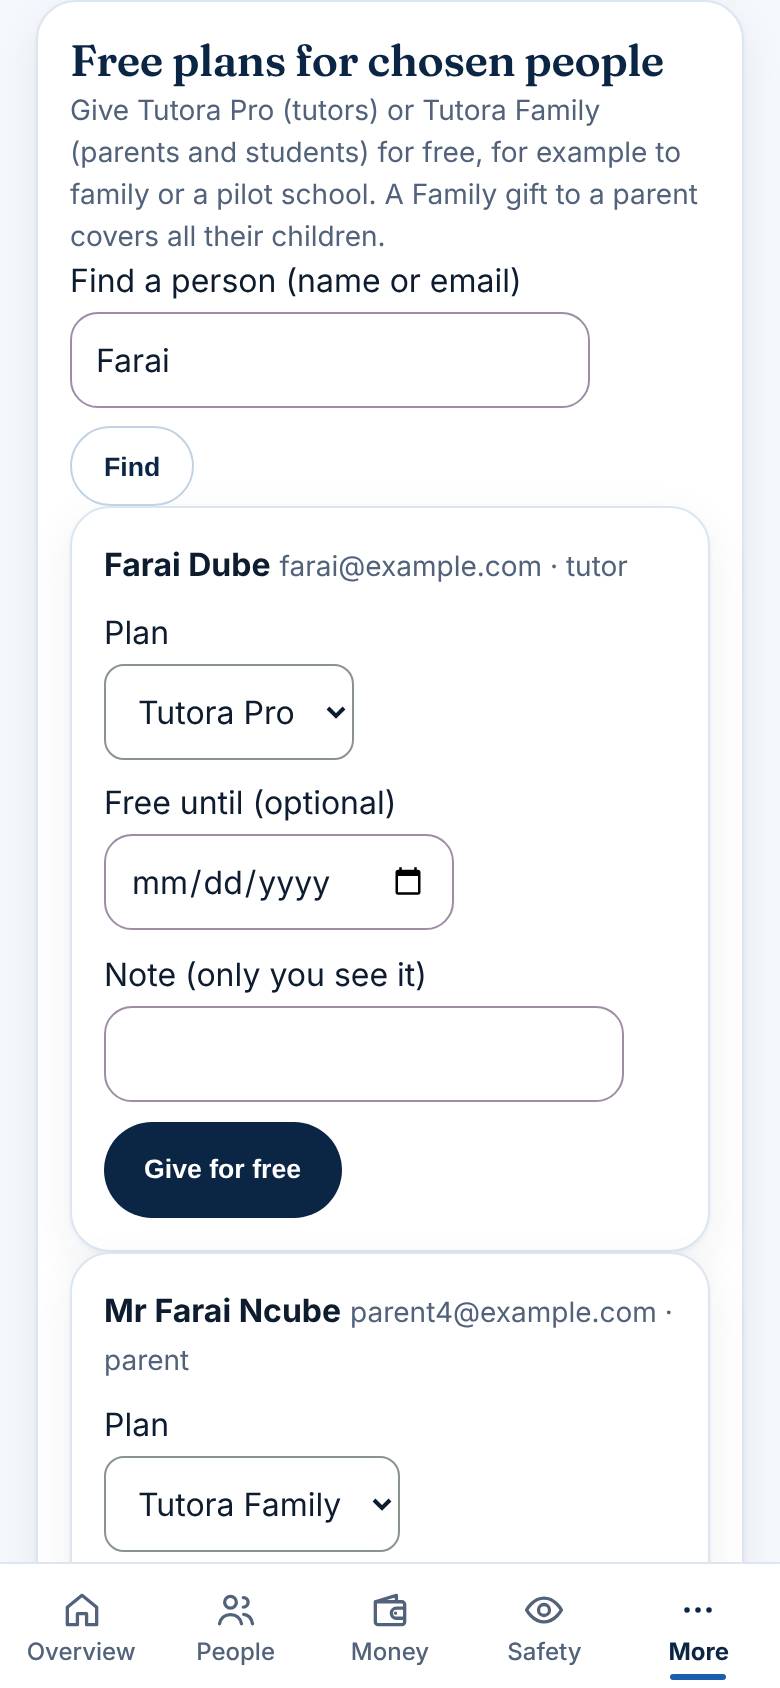 Free plans for chosen people
Give Tutora Pro (tutors) or Tutora Family
(parents and students) for free, for example to
family or a pilot school. A Family gift to a parent
covers all their children.
Find a person (name or email)
Farai
Find
Farai Dube farai@example.com · tutor
Plan
Tutora Pro
Free until (optional)
mm/dd/yyyy
Note (only you see it)
Give for free
Mr Farai Ncube parent4@example.com ·
parent
Plan
Tutora Family
Overview People Money Safety More